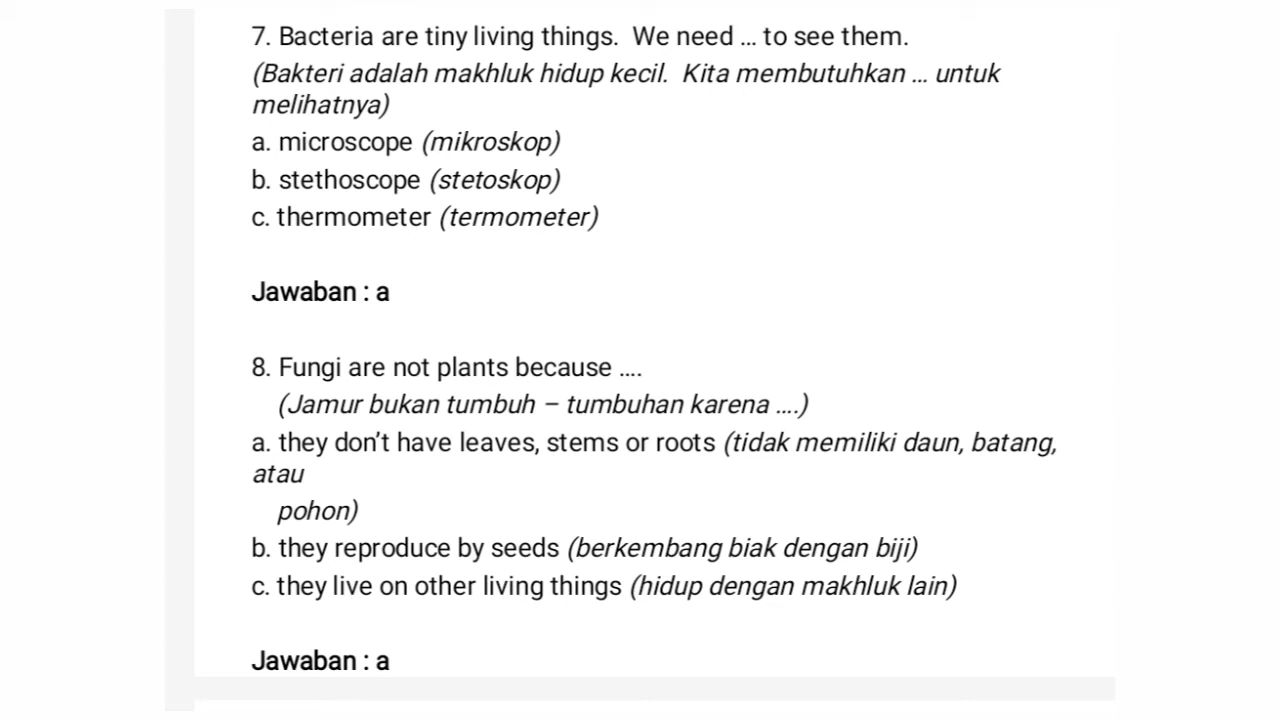 7. Bacteria are tiny living things.  We need ... to see them.
(Bakteri adalah makhluk hidup kecil.  Kita membutuhkan ... untuk
melihatnya)
a. microscope (mikroskop)
b. stethoscope (stetoskop)
c. thermometer (termometer)
Jawaban : a
8. Fungi are not plants because ....
(Jamur bukan tumbuh – tumbuhan karena ....)
a. they don't have leaves, stems or roots (tidak memiliki daun, batang,
atau
pohon)
b. they reproduce by seeds (berkembang biak dengan biji)
c. they live on other living things (hidup dengan makhluk lain)
Jawaban : a